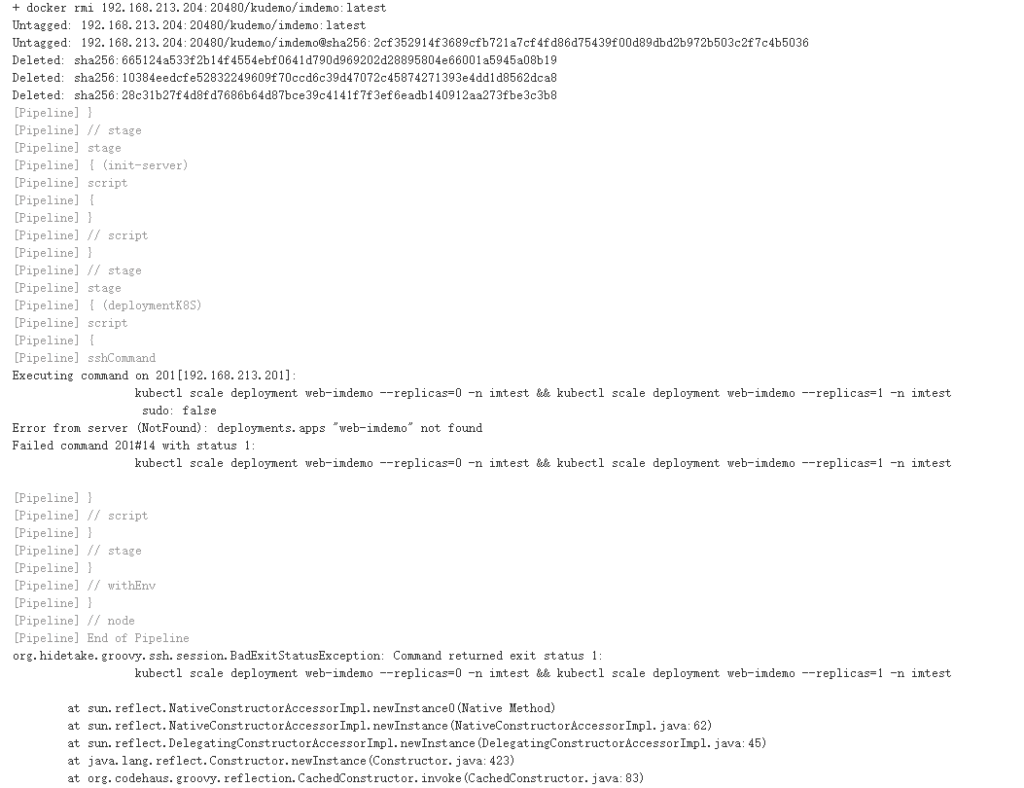 + docker rmi 192.168.213.204:20480/kudemo/imdemo:latest
Untagged: 192.168.213.204:20480/kudemo/imdemo:latest
Untagged: 192.168.213.204:20480/kudemo/imdemo@sha256:2cf352914f3689cfb721a7cf4fd86d75439f00d89dbd2b972b503c2f7c4b5036
Deleted: sha256:665124a533f2b14f4554ebf0641d790d969202d28895804e66001a5945a08b19
Deleted: sha256:10384eedcfe52832249609f70ccd6c39d47072c45874271393e4dd1d8562dca8
Deleted: sha256:28c31b27f4d8fd7686b64d87bce39c4141f7f3ef6eadb140912aa273fbe3c3b8
[Pipeline] }
[Pipeline] // stage
[Pipeline] stage
[Pipeline] { (init-server)
[Pipeline] script
[Pipeline] {
[Pipeline] }
[Pipeline] // script
[Pipeline] }
[Pipeline] // stage
[Pipeline] stage
[Pipeline] { (deploymentK8S)
[Pipeline] script
[Pipeline] {
[Pipeline] sshCommand
Executing command on 201[192.168.213.201]:
kubectl scale deployment web-imdemo --replicas=0 -n imtest && kubectl scale deployment web-imdemo --replicas=1 -n imtest
sudo: false
Error from server (NotFound): deployments.apps "web-imdemo" not found
Failed command 201#14 with status 1:
kubectl scale deployment web-imdemo --replicas=0 -n imtest && kubectl scale deployment web-imdemo --replicas=1 -n imtest
[Pipeline] }
[Pipeline] // script
[Pipeline] }
[Pipeline] // stage
[Pipeline] }
[Pipeline] // withEnv
[Pipeline] }
[Pipeline] // node
[Pipeline] End of Pipeline
org.hidetake.groovy.ssh.session.BadExitStatusException: Command returned exit status 1:
kubectl scale deployment web-imdemo --replicas=0 -n imtest && kubectl scale deployment web-imdemo --replicas=1 -n imtest
at sun.reflect.NativeConstructorAccessorImpl.newInstance0(Native Method)
at sun.reflect.NativeConstructorAccessorImpl.newInstance(NativeConstructorAccessorImpl.java:62)
at sun.reflect.DelegatingConstructorAccessorImpl.newInstance(DelegatingConstructorAccessorImpl.java:45)
at java.lang.reflect.Constructor.newInstance(Constructor.java:423)
at org.codehaus.groovy.reflection.CachedConstructor.invoke(CachedConstructor.java:83)